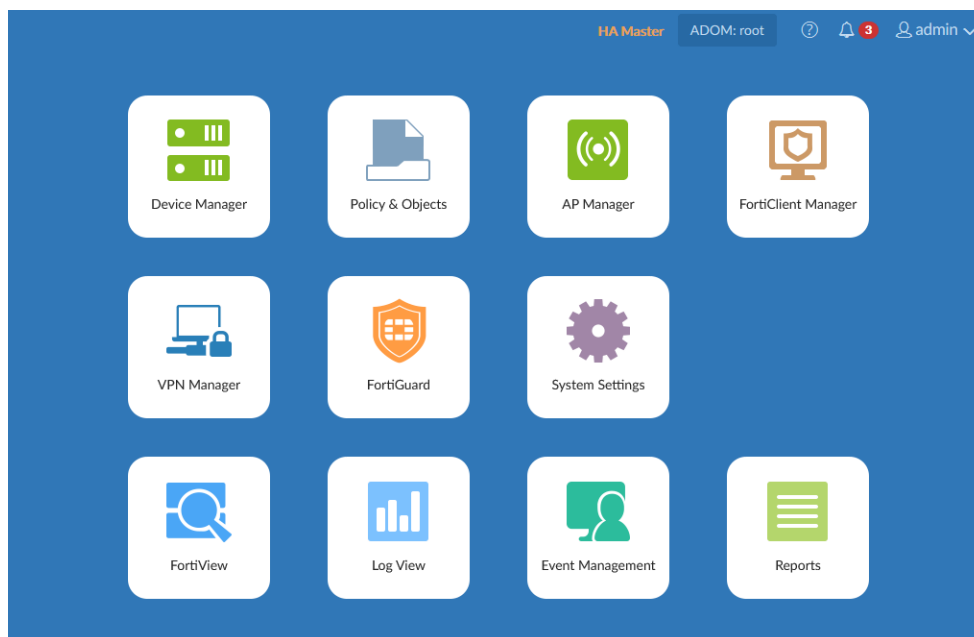 HA Master ADOM: root 3 admin
Device Manager Policy & Objects AP Manager FortiClient Manager
VPN Manager FortiGuard System Settings
FortiView Log View Event Management Reports